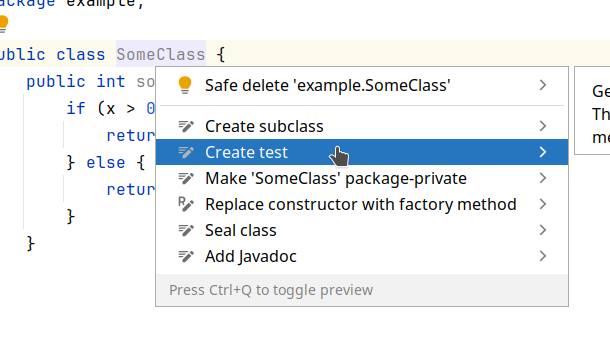 ackage example;
ublic class SomeClass {
public int so
if (x > 0
retur
} else {
retur
}
}
Safe delete 'example.SomeClass'
Create subclass
Create test
Make 'SomeClass' package-private
Replace constructor with factory method
Seal class
Add Javadoc
Press Ctrl+Q to toggle preview
Ge
Th
me